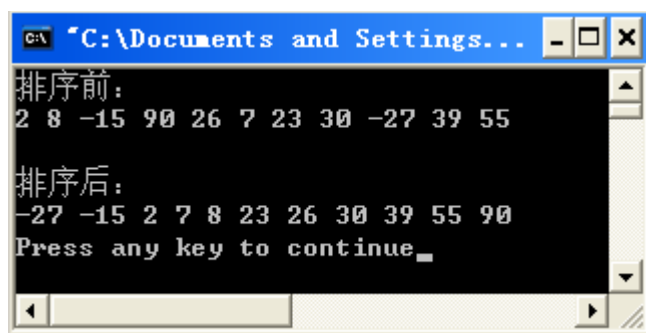 "C:\Documents and Settings...
排序前：
2 8 -15 90 26 7 23 30 -27 39 55
排序后：
-27 -15 2 7 8 23 26 30 39 55 90
Press any key to continue_